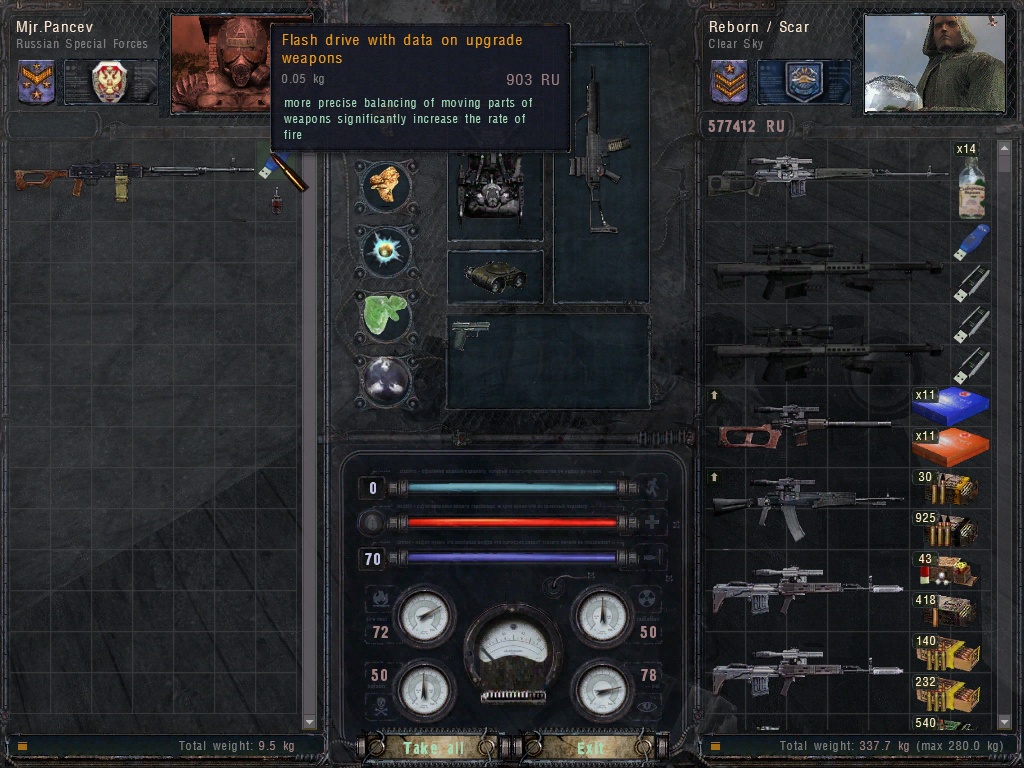 Mjr.Pancev
Russian Special Forces
Flash drive with data on upgrade
weapons
0.05 kg
903 RU
more precise balancing of moving parts of
weapons significantly increase the rate of
fire
Reborn / Scar
Clear Sky
577412 RU
x14
x11
x11
30
925
43
418
140
232
540
0
70
72
50
50
78
Take all
Exit
Total weight: 9.5 kg
Total weight: 337.7 kg (max 280.0 kg)